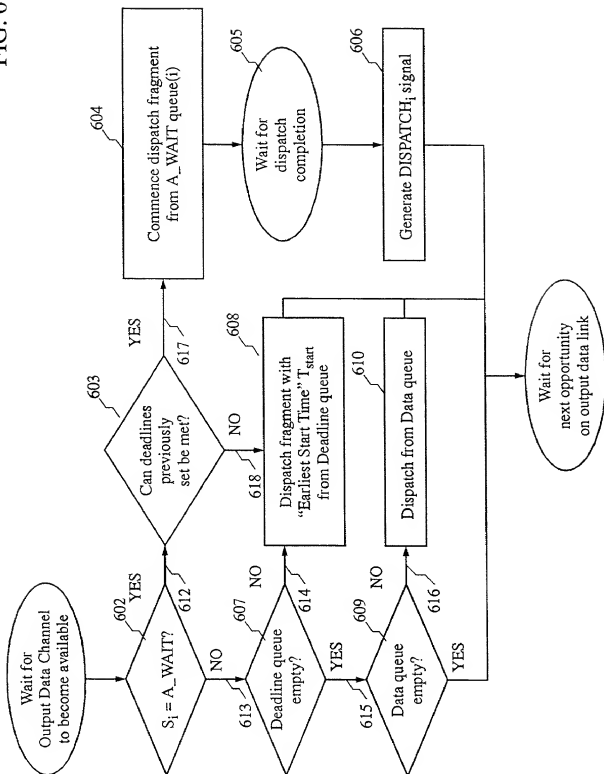 FIG. 6
Wait for
Output Data Channel
to become available
602
S_i = A_WAIT?
YES
612
NO
613
603
Can deadlines
previously
set be met?
YES
617
NO
618
604
Commence dispatch fragment
from A_WAIT queue(i)
605
Wait for
dispatch
completion
606
Generate DISPATCH_i signal
607
Deadline queue
empty?
NO
614
YES
615
608
Dispatch fragment with
“Earliest Start Time” T_start
from Deadline queue
609
Data queue
empty?
NO
616
YES
610
Dispatch from Data queue
Wait for
next opportunity
on output data link